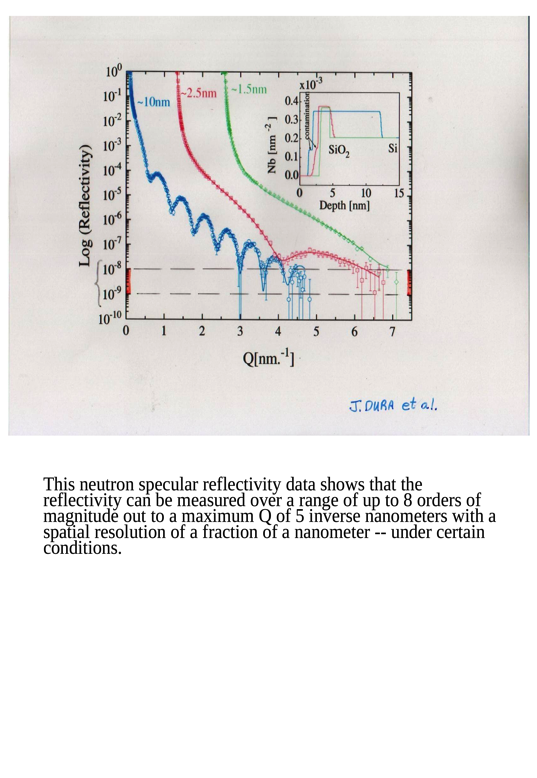 10⁰
10⁻¹
10⁻²
10⁻³
10⁻⁴
10⁻⁵
10⁻⁶
10⁻⁷
10⁻⁸
10⁻⁹
10⁻¹⁰
Log (Reflectivity)
~10nm
~2.5nm
~1.5nm
x10⁻³
0.4
0.3
0.2
0.1
0.0
Nb [nm⁻²]
contamination
SiO₂
Si
0 5 10 15
Depth [nm]
0 1 2 3 4 5 6 7
Q[nm.⁻¹]
J. DURA et al.
This neutron specular reflectivity data shows that the
reflectivity can be measured over a range of up to 8 orders of
magnitude out to a maximum Q of 5 inverse nanometers with a
spatial resolution of a fraction of a nanometer -- under certain
conditions.